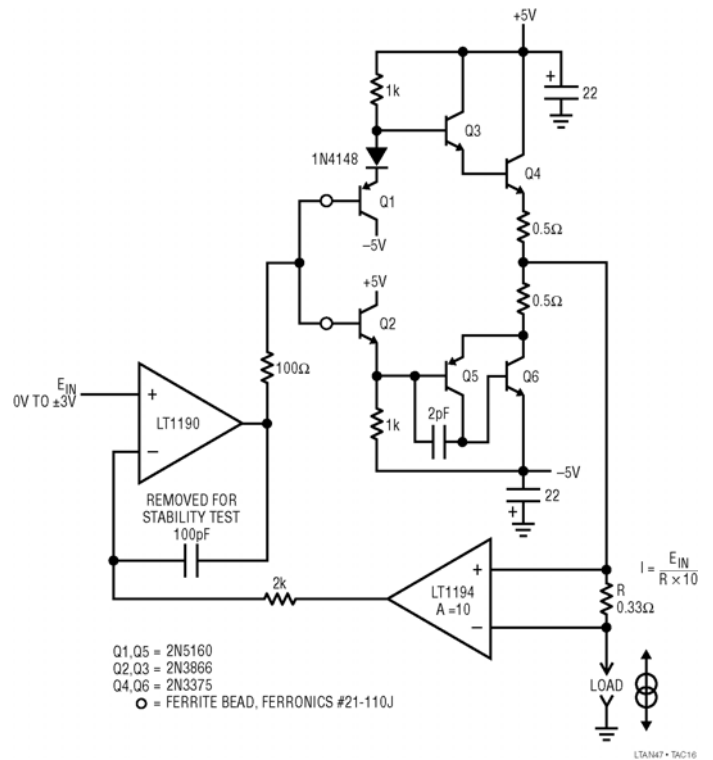 +5V
1k
+
22
Q3
1N4148
Q4
Q1
–5V
0.5Ω
+5V
0.5Ω
Q2
100Ω
Q5
Q6
EIN
0V TO ±3V
+
LT1190
–
2pF
1k
–5V
22
+
REMOVED FOR
STABILITY TEST
100pF
2k
+
LT1194
A =10
–
I = EIN
R × 10
R
0.33Ω
LOAD
Q1,Q5 = 2N5160
Q2,Q3 = 2N3866
Q4,Q6 = 2N3375
= FERRITE BEAD, FERRONICS #21-110J
LTAN47 • TAC16